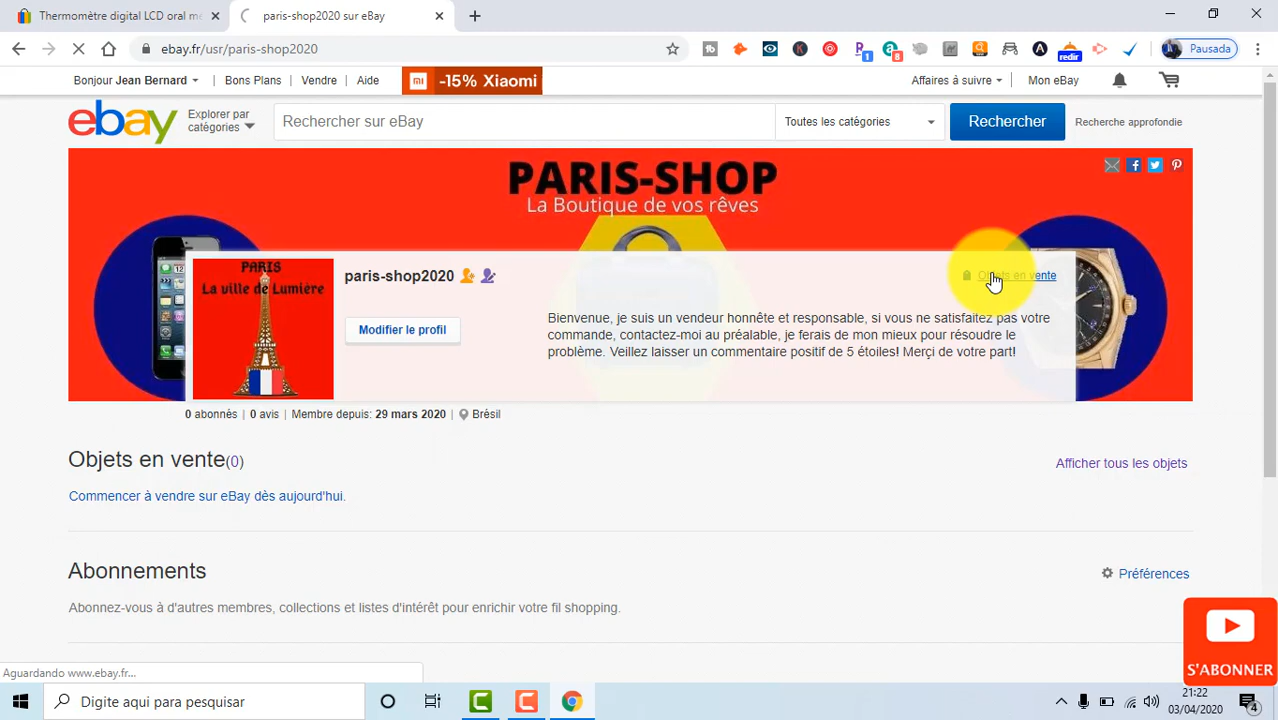 Thermomètre digital LCD oral me
paris-shop2020 sur eBay
ebay.fr/usr/paris-shop2020
1
8
redir
Pausada
Bonjour Jean Bernard
Bons Plans
Vendre
Aide
-15% Xiaomi
Affaires à suivre
Mon eBay
ebay
Explorer par
catégories
Rechercher sur eBay
Toutes les catégories
Rechercher
Recherche approfondie
PARIS-SHOP
La Boutique de vos rêves
PARIS
La ville de Lumière
paris-shop2020
Objets en vente
Modifier le profil
Bienvenue, je suis un vendeur honnête et responsable, si vous ne satisfaitez pas votre
commande, contactez-moi au préalable, je ferais de mon mieux pour résoudre le
problème. Veillez laisser un commentaire positif de 5 étoiles! Merçi de votre part!
0 abonnés | 0 avis | Membre depuis: 29 mars 2020 | Brésil
Objets en vente(0)
Afficher tous les objets
Commencer à vendre sur eBay dès aujourd'hui.
Abonnements
Préférences
Abonnez-vous à d'autres membres, collections et listes d'intérêt pour enrichir votre fil shopping.
S'ABONNER
Aguardando www.ebay.fr...
Digite aqui para pesquisar
21:22
03/04/2020
4